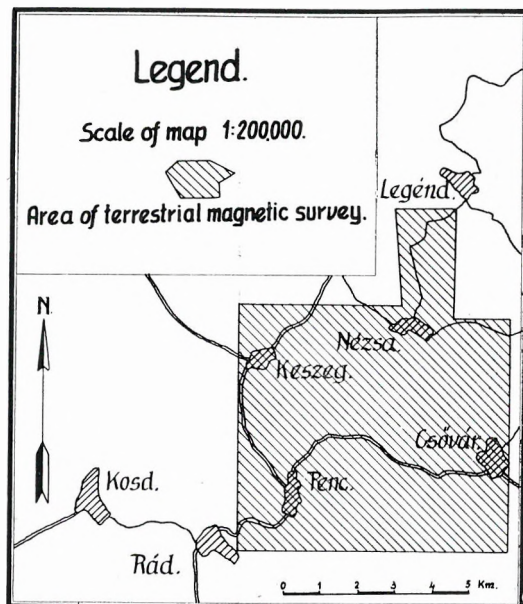 Legend.
Scale of map 1:200,000.
Area of terrestrial magnetic survey.
Legénd.
N.
Nézsa.
Keszeg.
Csővár.
Kosd.
Penc.
Rád.
0 1 2 3 4 5 Km.